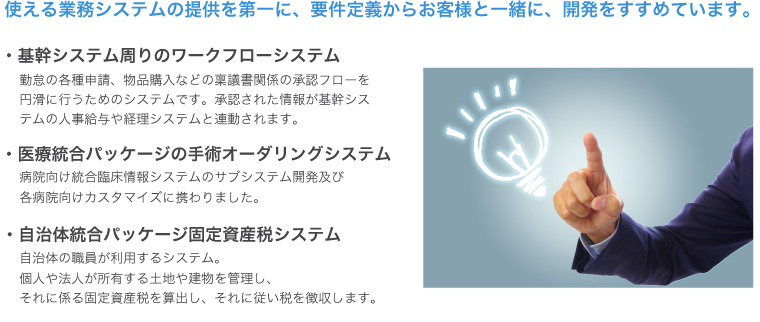 使える業務システムの提供を第一に、要件定義からお客様と一緒に、開発をすすめています。
・基幹システム周りのワークフローシステム
勤怠の各種申請、物品購入などの稟議書関係の承認フローを
円滑に行うためのシステムです。承認された情報が基幹シス
テムの人事給与や経理システムと連動されます。
・医療統合パッケージの手術オーダリングシステム
病院向け統合臨床情報システムのサブシステム開発及び
各病院向けカスタマイズに携わりました。
・自治体統合パッケージ固定資産税システム
自治体の職員が利用するシステム。
個人や法人が所有する土地や建物を管理し、
それに係る固定資産税を算出し、それに従い税を徴収します。